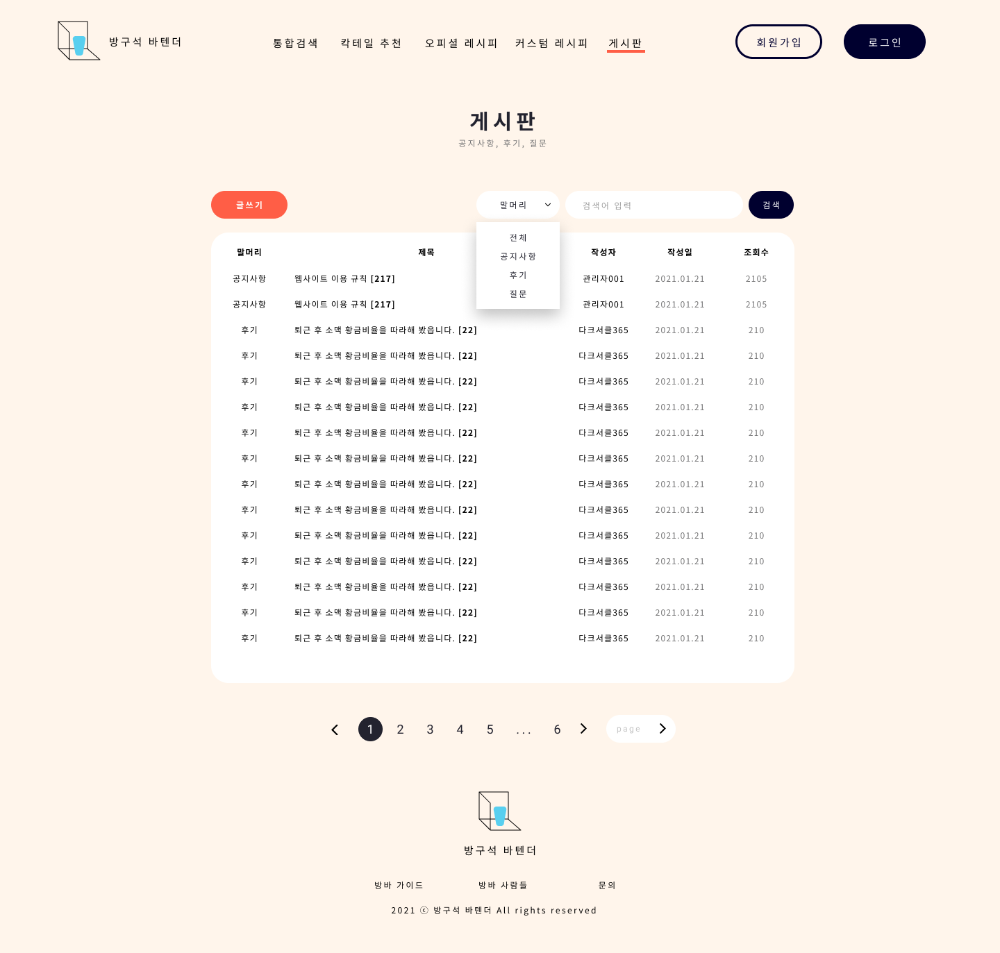 방구석 바텐더
통합검색 칵테일 추천 오피셜 레시피 커스텀 레시피 게시판
회원가입 로그인
게시판
공지사항, 후기, 질문
글쓰기 말머리 검색어 입력 검색
전체
공지사항
후기
질문
말머리 제목 작성자 작성일 조회수
공지사항 웹사이트 이용 규칙 [217] 관리자001 2021.01.21 2105
공지사항 웹사이트 이용 규칙 [217] 관리자001 2021.01.21 2105
후기 퇴근 후 소맥 황금비율을 따라해 봤읍니다. [22] 다크서클365 2021.01.21 210
후기 퇴근 후 소맥 황금비율을 따라해 봤읍니다. [22] 다크서클365 2021.01.21 210
후기 퇴근 후 소맥 황금비율을 따라해 봤읍니다. [22] 다크서클365 2021.01.21 210
후기 퇴근 후 소맥 황금비율을 따라해 봤읍니다. [22] 다크서클365 2021.01.21 210
후기 퇴근 후 소맥 황금비율을 따라해 봤읍니다. [22] 다크서클365 2021.01.21 210
후기 퇴근 후 소맥 황금비율을 따라해 봤읍니다. [22] 다크서클365 2021.01.21 210
후기 퇴근 후 소맥 황금비율을 따라해 봤읍니다. [22] 다크서클365 2021.01.21 210
후기 퇴근 후 소맥 황금비율을 따라해 봤읍니다. [22] 다크서클365 2021.01.21 210
후기 퇴근 후 소맥 황금비율을 따라해 봤읍니다. [22] 다크서클365 2021.01.21 210
후기 퇴근 후 소맥 황금비율을 따라해 봤읍니다. [22] 다크서클365 2021.01.21 210
후기 퇴근 후 소맥 황금비율을 따라해 봤읍니다. [22] 다크서클365 2021.01.21 210
후기 퇴근 후 소맥 황금비율을 따라해 봤읍니다. [22] 다크서클365 2021.01.21 210
후기 퇴근 후 소맥 황금비율을 따라해 봤읍니다. [22] 다크서클365 2021.01.21 210
1 2 3 4 5 ... 6 page
방구석 바텐더
방바 가이드 방바 사람들 문의
2021 ⓒ 방구석 바텐더 All rights reserved